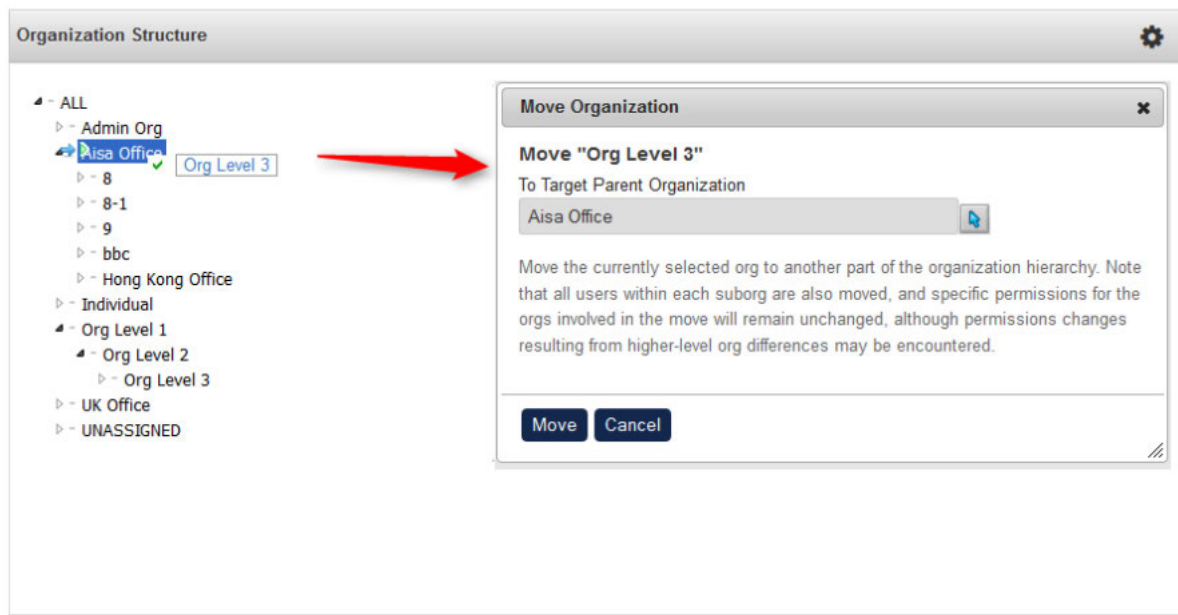 Organization Structure
ALL
Admin Org
Aisa Office
Org Level 3
8
8-1
9
bbc
Hong Kong Office
Individual
Org Level 1
Org Level 2
Org Level 3
UK Office
UNASSIGNED
Move Organization
Move "Org Level 3"
To Target Parent Organization
Aisa Office
Move the currently selected org to another part of the organization hierarchy. Note
that all users within each suborg are also moved, and specific permissions for the
orgs involved in the move will remain unchanged, although permissions changes
resulting from higher-level org differences may be encountered.
Move Cancel